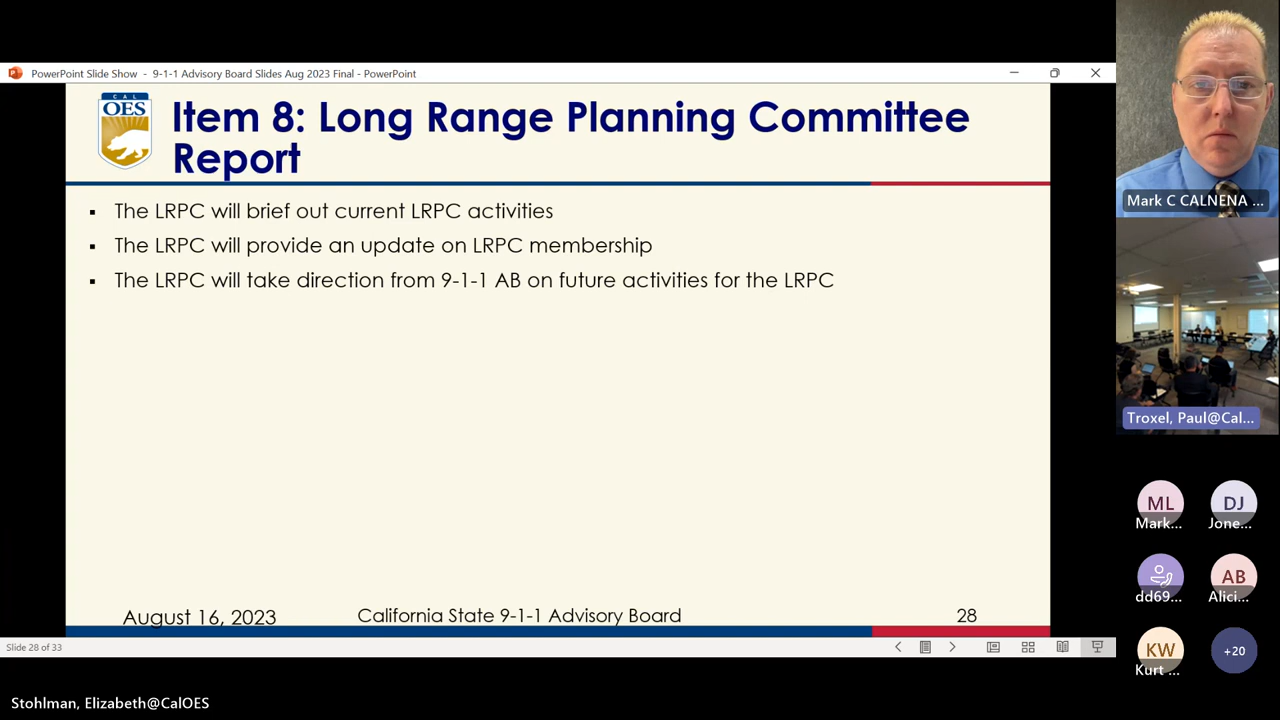 PowerPoint Slide Show - 9-1-1 Advisory Board Slides Aug 2023 Final - PowerPoint
CAL
OES
Item 8: Long Range Planning Committee
Report
▪ The LRPC will brief out current LRPC activities
▪ The LRPC will provide an update on LRPC membership
▪ The LRPC will take direction from 9-1-1 AB on future activities for the LRPC
August 16, 2023
California State 9-1-1 Advisory Board
28
Slide 28 of 33
Mark C CALNENA ...
Troxel, Paul@Cal...
ML
Mark...
DJ
Jone...
dd69...
AB
Alici...
KW
Kurt ...
+20
Stohlman, Elizabeth@CalOES